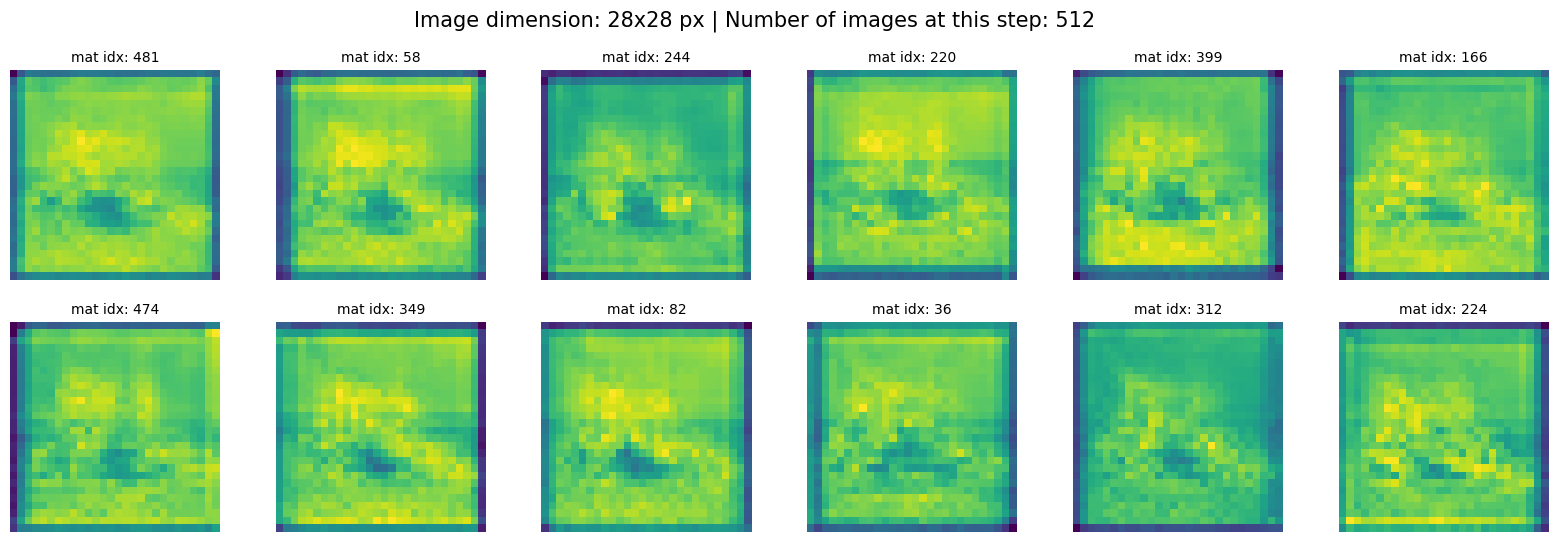 Image dimension: 28x28 px | Number of images at this step: 512
mat idx: 481 mat idx: 58 mat idx: 244 mat idx: 220 mat idx: 399 mat idx: 166
mat idx: 474 mat idx: 349 mat idx: 82 mat idx: 36 mat idx: 312 mat idx: 224